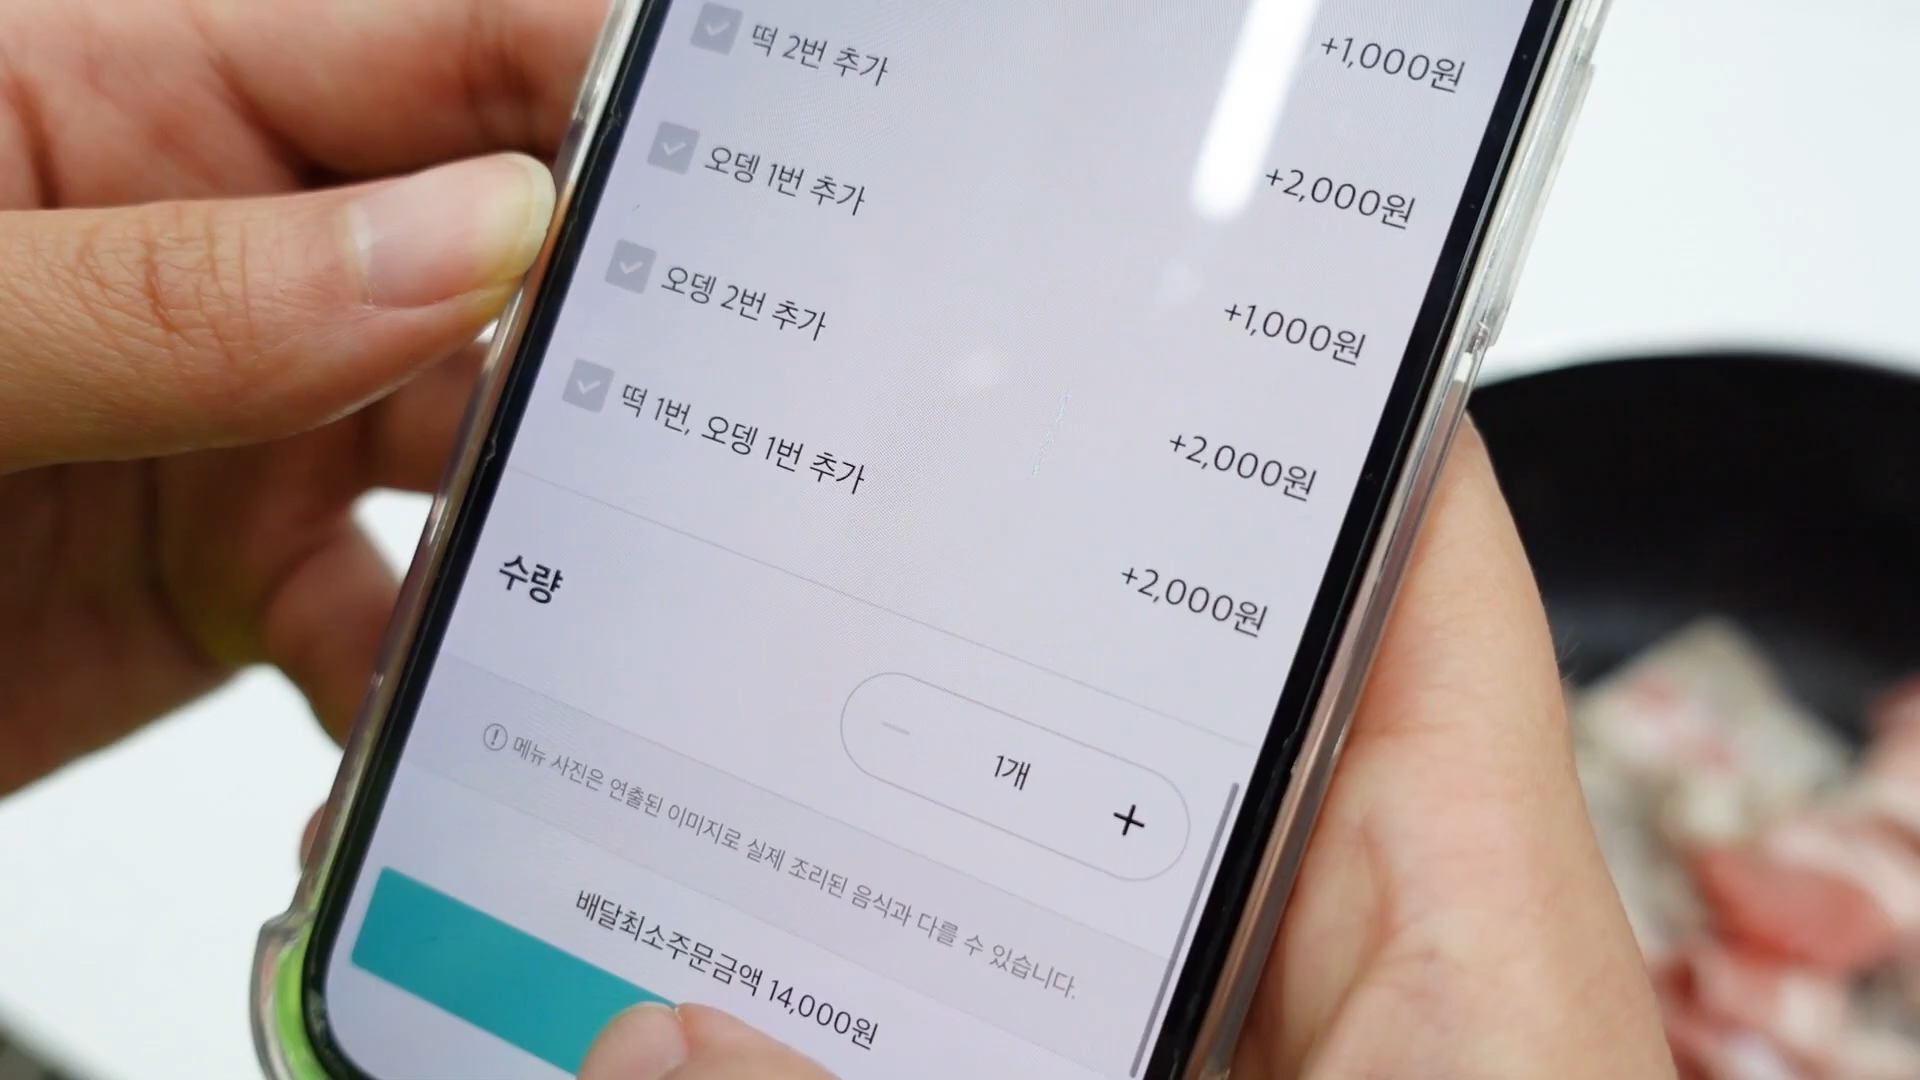 +1,000원
떡 2번 추가 +2,000원
오뎅 1번 추가 +1,000원
오뎅 2번 추가 +2,000원
떡 1번, 오뎅 1번 추가 +2,000원
수량 1개
메뉴 사진은 연출된 이미지로 실제 조리된 음식과 다를 수 있습니다.
배달최소주문금액 14,000원